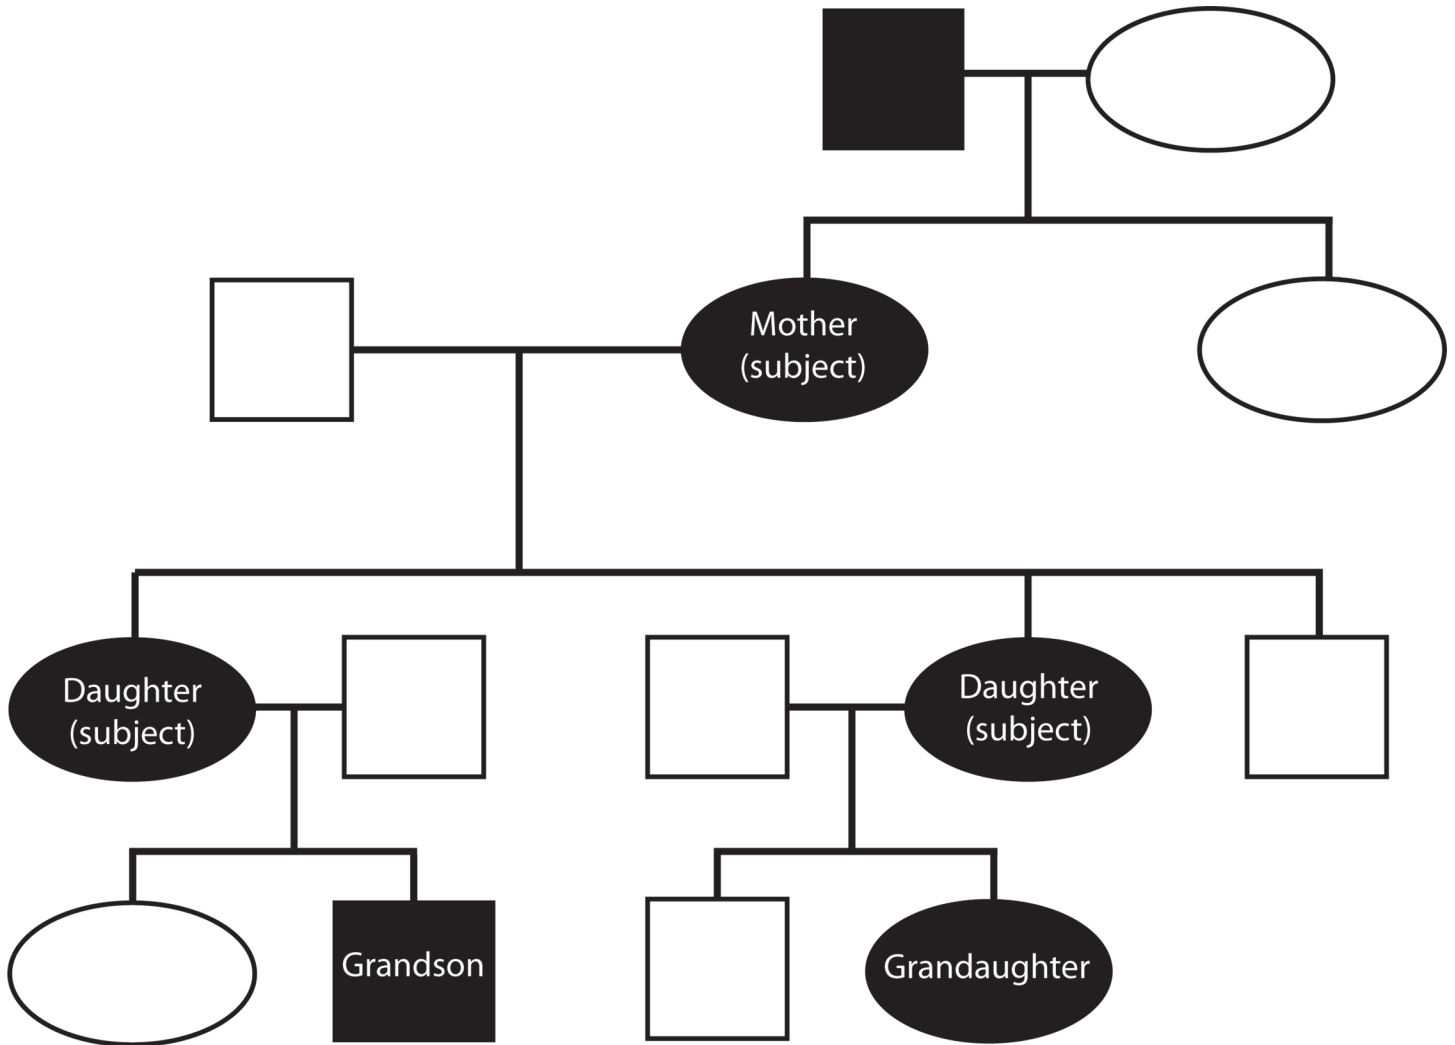 Mother
(subject)
Daughter
(subject)
Daughter
(subject)
Grandson
Grandaughter